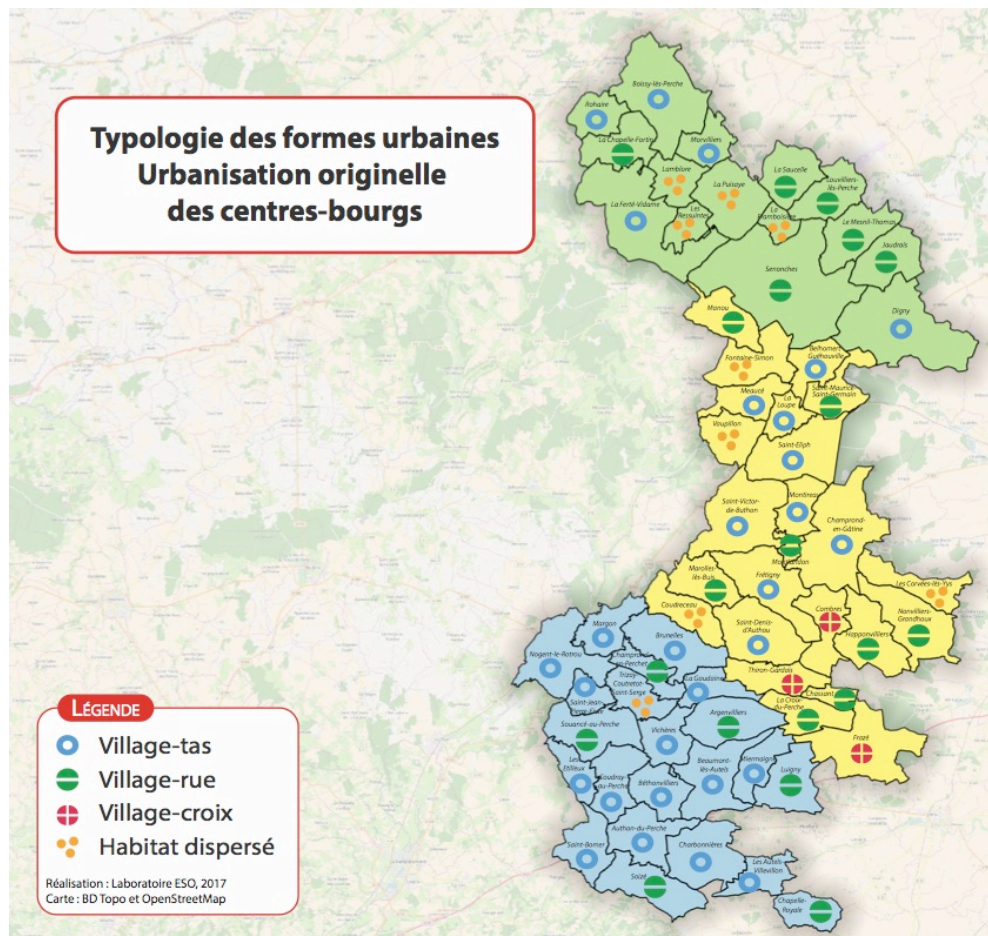 Typologie des formes urbaines
Urbanisation originelle
des centres-bourgs
Boissy-lès-Perche
Rohaire
La Chapelle-Fortin
Morvilliers
Lamblore
La Puisaye
La Saucelle
Louvilliers-
lès-Perche
La Ferté-Vidame
Les
Ressuintes
La
Framboisière
Le Mesnil-Thomas
Jaudrais
Senonches
Digny
Manou
Fontaine-Simon
Belhomert-
Guéhouville
Meaucé
La
Loupe
Saint-Maurice-
Saint-Germain
Vaupillon
Saint-Eliph
Saint-Victor-
de-Buthon
Montireau
Champrond-
en-Gâtine
Montlandon
Marolles
lès-Buis
Frétigny
Les Corvées-lès-Yys
Coudreceau
Combres
Nonvilliers-
Grandhoux
Saint-Denis-
d'Authou
Happonvilliers
Margon
Brunelles
Nogent-le-Rotrou
Champrond-
en-Perchet
Trizay-
Coutretot-
Saint-Serge
La Gaudaine
Thiron-Gardais
Chassant
La Croix-
du-Perche
Saint-Jean-
Pierre-Fixte
Souancé-au-Perche
Argenvilliers
Vichères
Frazé
Les
Etilleux
Coudray
au-Perche
Béthonvilliers
Beaumont-
lès-Autels
Miermaigne
Luigny
Authon-du-Perche
Saint-Bomer
Charbonnières
Les Autels-
Villevillon
Soizé
Chapelle-
Royale
LÉGENDE
Village-tas
Village-rue
Village-croix
Habitat dispersé
Réalisation : Laboratoire ESO, 2017
Carte : BD Topo et OpenStreetMap